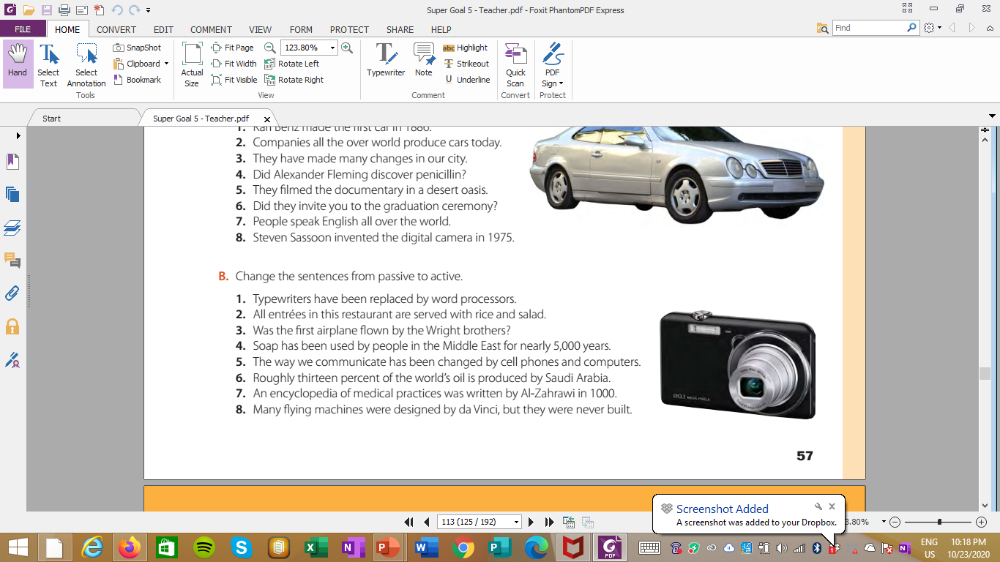 Super Goal 5 - Teacher.pdf - Foxit PhantomPDF Express
FILE HOME CONVERT EDIT COMMENT VIEW FORM PROTECT SHARE HELP
Find
Hand
Select Text
Select Annotation
SnapShot
Clipboard
Bookmark
Tools
Actual Size
Fit Page
Fit Width
Fit Visible
123.80%
Rotate Left
Rotate Right
View
Typewriter
Note
abc Highlight
T Strikeout
U Underline
Comment
Quick Scan
Convert
PDF Sign
Protect
Start
Super Goal 5 - Teacher.pdf
1. Karl Benz made the first car in 1886.
2. Companies all the over world produce cars today.
3. They have made many changes in our city.
4. Did Alexander Fleming discover penicillin?
5. They filmed the documentary in a desert oasis.
6. Did they invite you to the graduation ceremony?
7. People speak English all over the world.
8. Steven Sassoon invented the digital camera in 1975.
B. Change the sentences from passive to active.
1. Typewriters have been replaced by word processors.
2. All entrées in this restaurant are served with rice and salad.
3. Was the first airplane flown by the Wright brothers?
4. Soap has been used by people in the Middle East for nearly 5,000 years.
5. The way we communicate has been changed by cell phones and computers.
6. Roughly thirteen percent of the world's oil is produced by Saudi Arabia.
7. An encyclopedia of medical practices was written by Al-Zahrawi in 1000.
8. Many flying machines were designed by da Vinci, but they were never built.
20.1 MEGA PIXELS
57
Screenshot Added
A screenshot was added to your Dropbox.
113 (125 / 192)
3.80%
PDF
ENG
US
10:18 PM
10/23/2020